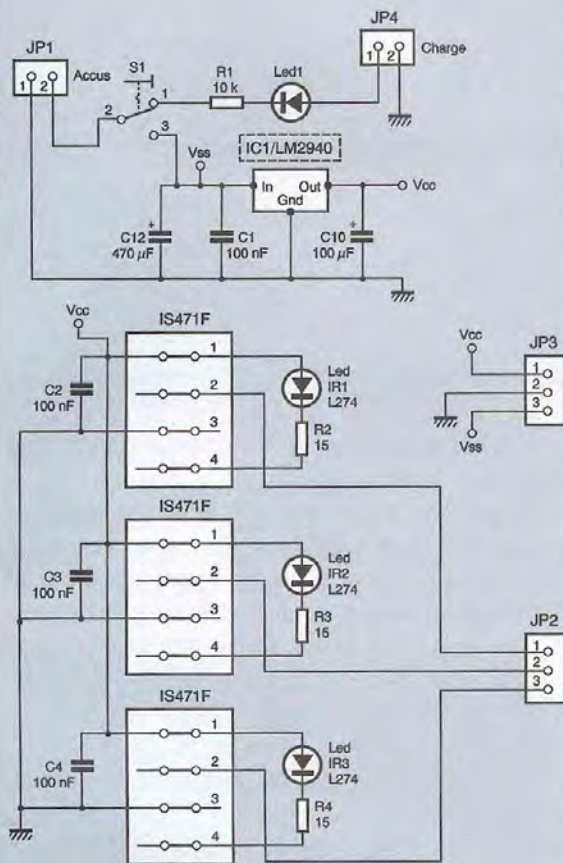 JP1
1 2
Accus
S1
1
2
3
R1
10 k
Led1
JP4
1 2
Charge
IC1/LM2940
Vss
In Out
Gnd
Vcc
+
C12
470 µF
C1
100 nF
C10
100 µF
+
Vcc
IS471F
C2
100 nF
1
2
3
4
Led
IR1
L274
R2
15
Vcc
JP3
1
2
3
Vss
IS471F
C3
100 nF
1
2
3
4
Led
IR2
L274
R3
15
JP2
1
2
3
IS471F
C4
100 nF
1
2
3
4
Led
IR3
L274
R4
15